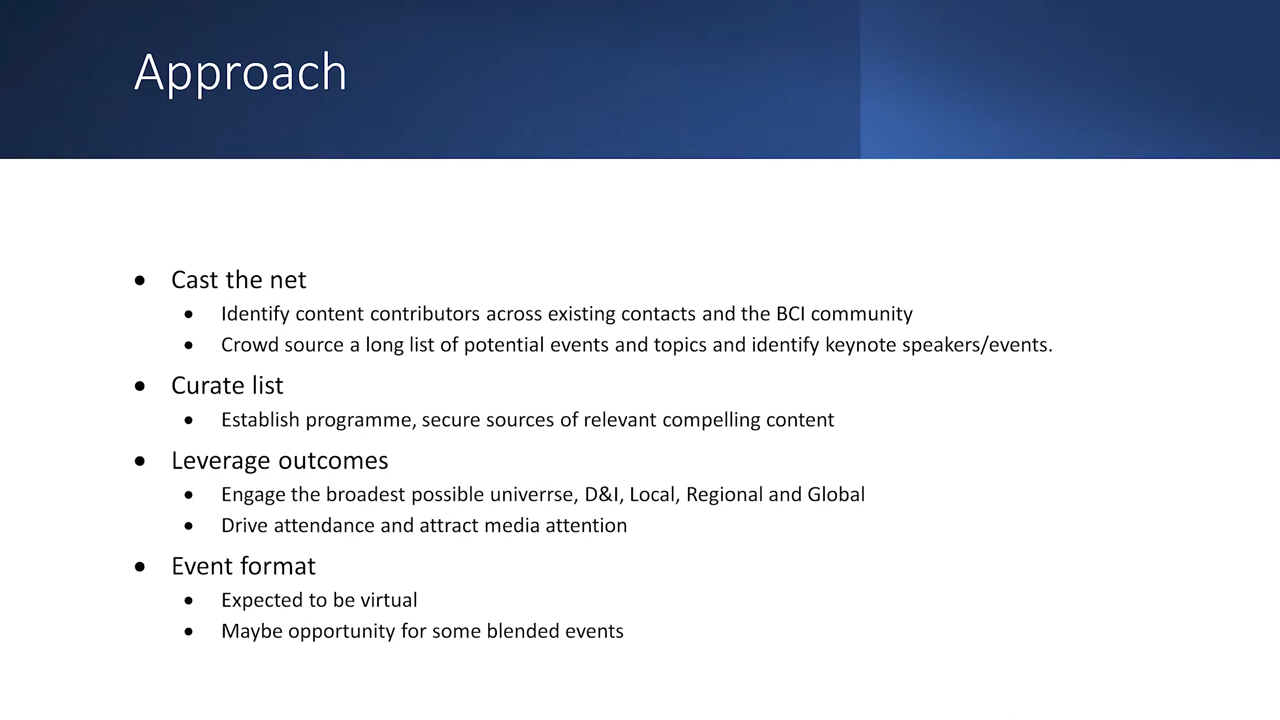 Approach
• Cast the net
• Identify content contributors across existing contacts and the BCI community
• Crowd source a long list of potential events and topics and identify keynote speakers/events.
• Curate list
• Establish programme, secure sources of relevant compelling content
• Leverage outcomes
• Engage the broadest possible univerrse, D&I, Local, Regional and Global
• Drive attendance and attract media attention
• Event format
• Expected to be virtual
• Maybe opportunity for some blended events